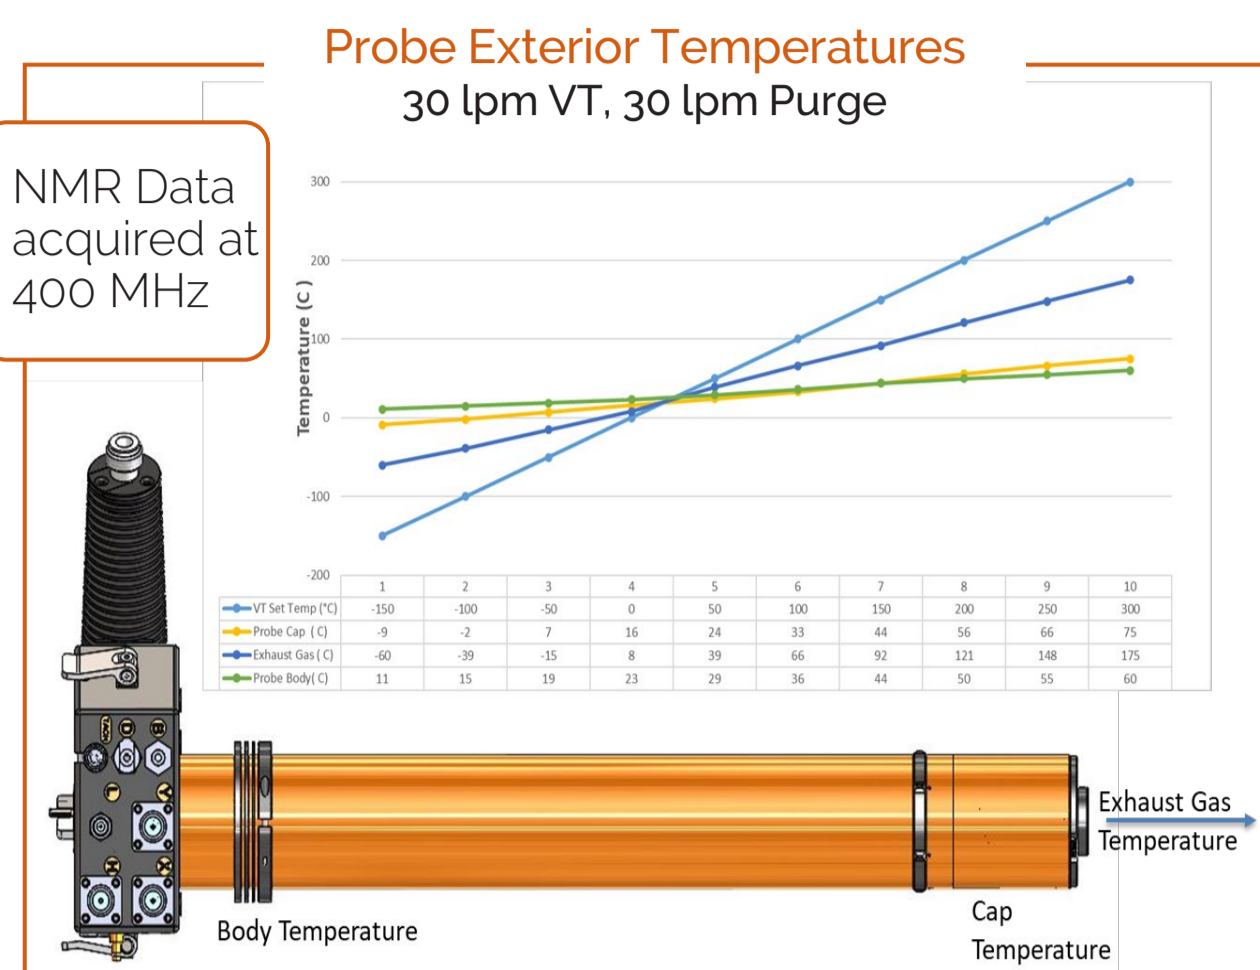 Probe Exterior Temperatures
30 lpm VT, 30 lpm Purge
NMR Data
acquired at
400 MHz
Temperature (C )
300
200
100
0
-100
-200
1 2 3 4 5 6 7 8 9 10
VT Set Temp (°C) -150 -100 -50 0 50 100 150 200 250 300
Probe Cap ( C) -9 -2 7 16 24 33 44 56 66 75
Exhaust Gas ( C) -60 -39 -15 8 39 66 92 121 148 175
Probe Body( C) 11 15 19 23 29 36 44 50 55 60
TACH D B
L Y
H X
Exhaust Gas
Temperature
Body Temperature
Cap
Temperature